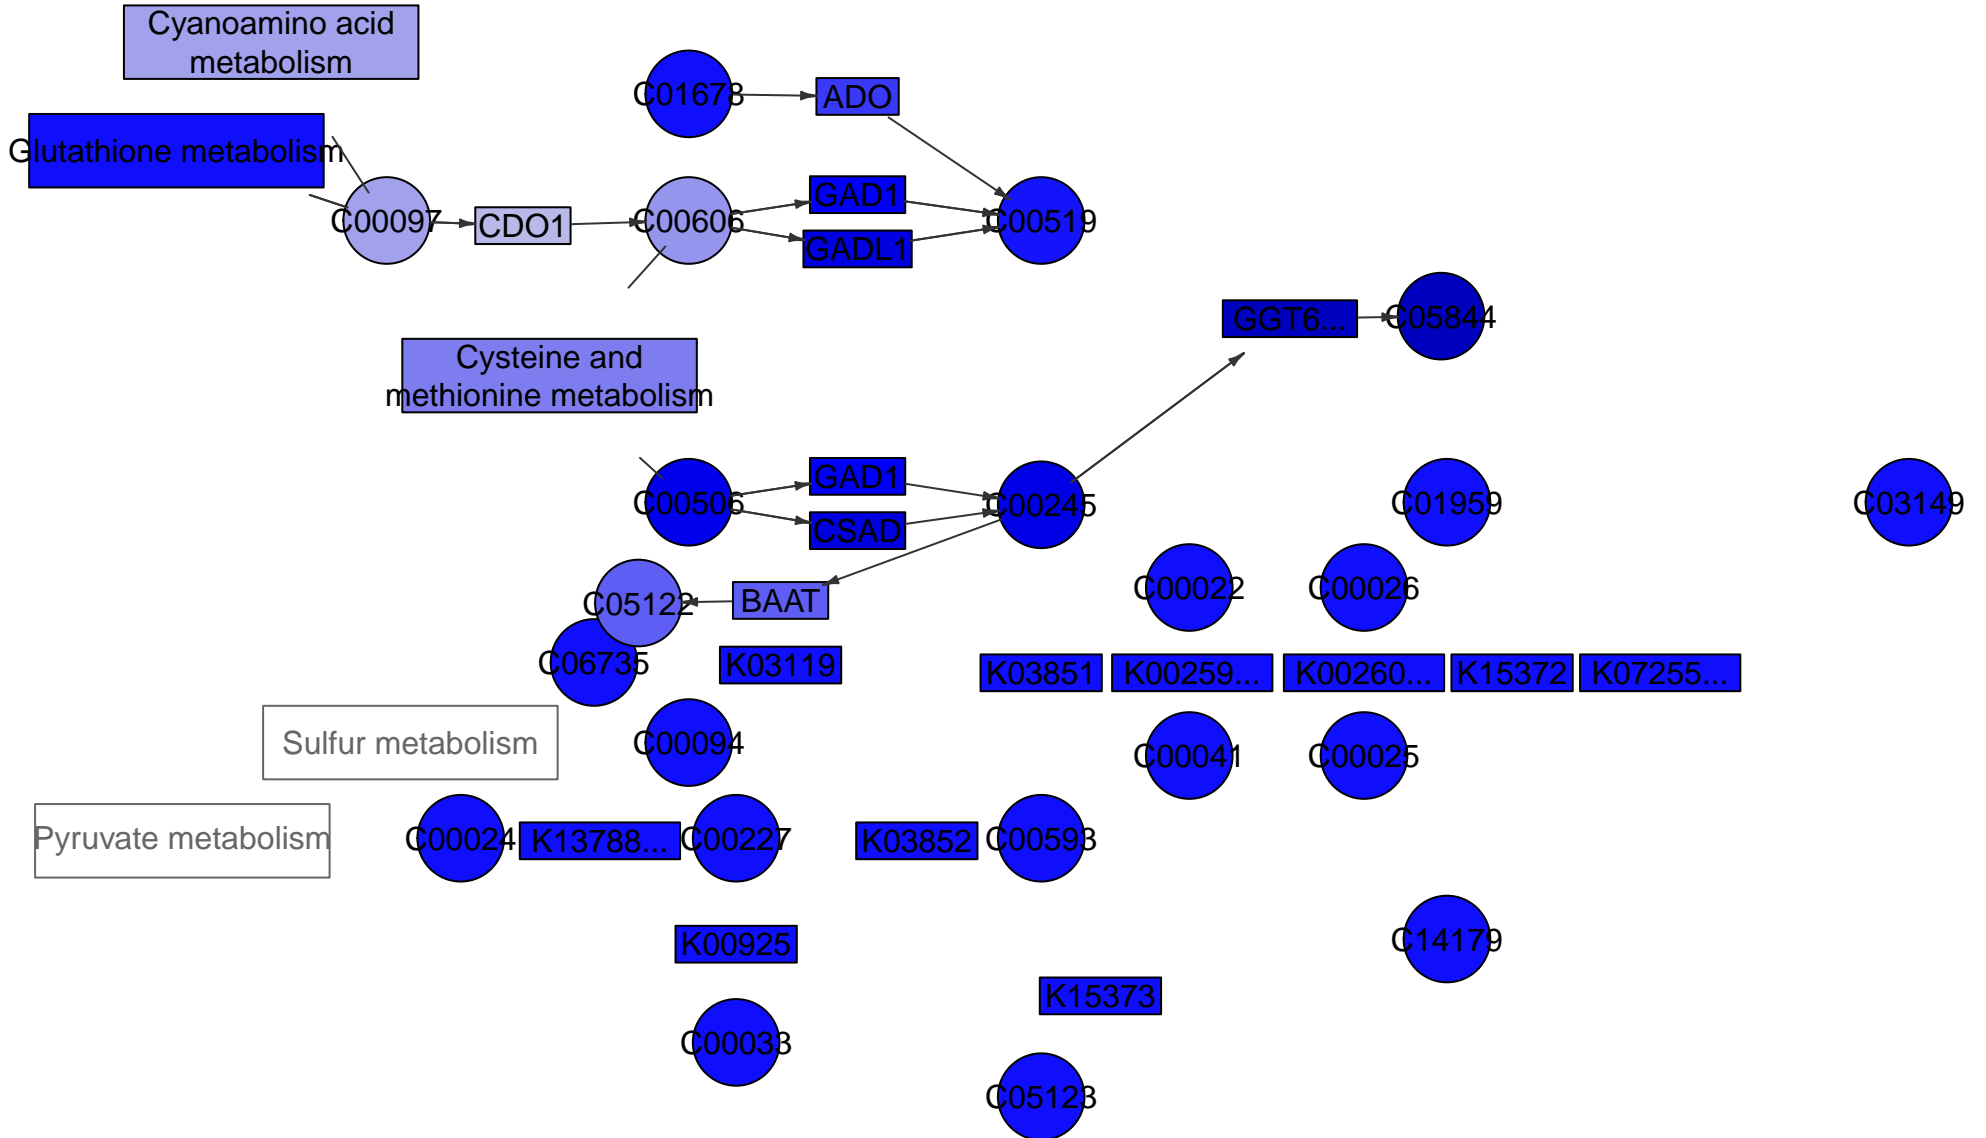 Cyanoamino acid
metabolism
C01678
ADO
Glutathione metabolism
C00097
CDO1
C00606
GAD1
GADL1
C00519
GGT6...
C05844
Cysteine and
methionine metabolism
C00506
GAD1
CSAD
C00245
C01959
C03149
C05122
BAAT
C00022
C00026
C06735
K03119
K03851
K00259...
K00260...
K15372
K07255...
Sulfur metabolism
C00094
C00041
C00025
Pyruvate metabolism
C00024
K13788...
C00227
K03852
C00593
K00925
C14179
K15373
C00033
C05123